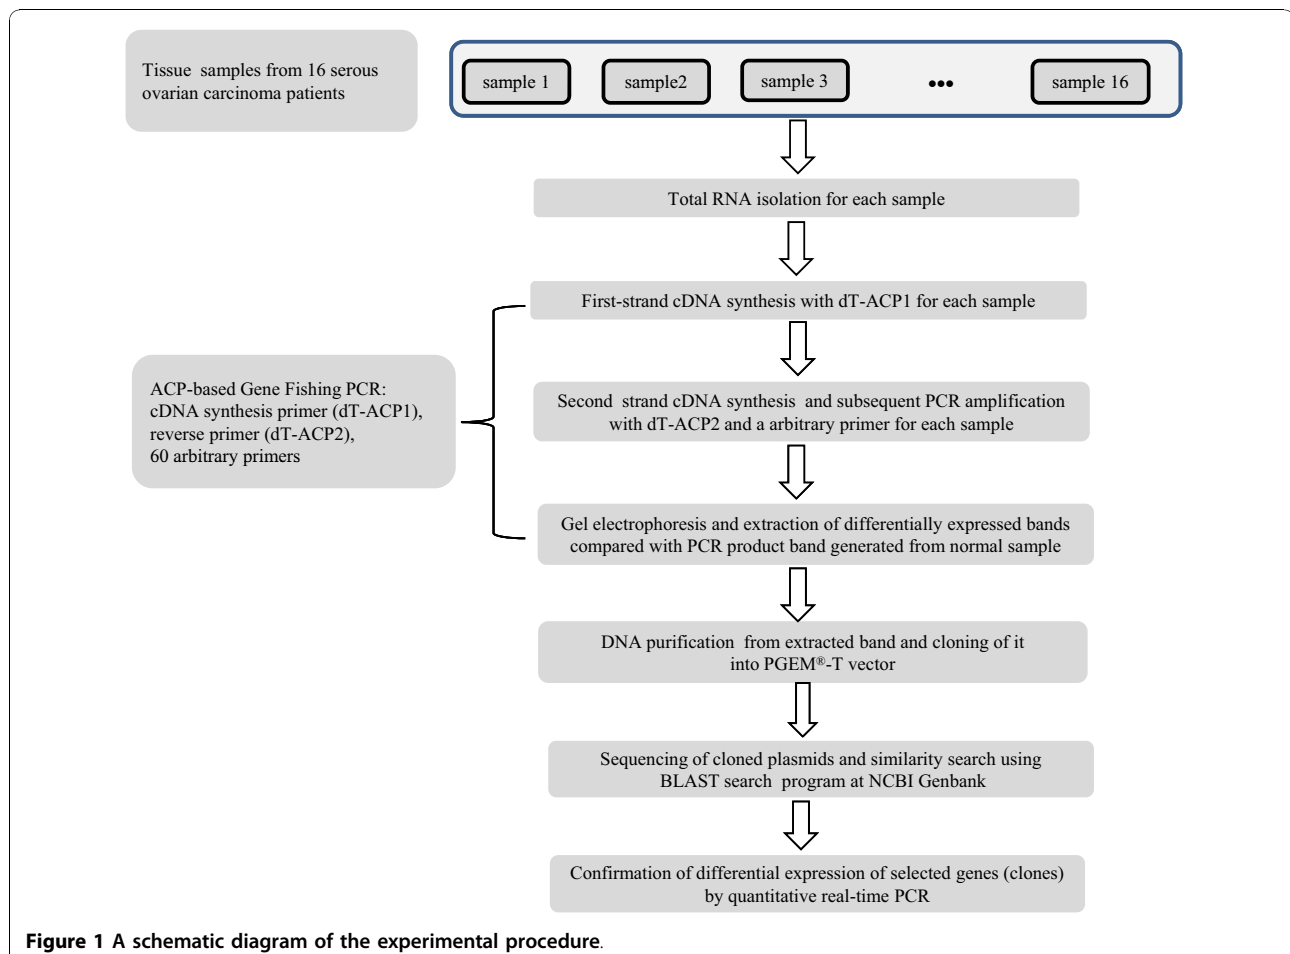 Tissue samples from 16 serous
ovarian carcinoma patients
sample 1
sample2
sample 3
•••
sample 16
Total RNA isolation for each sample
First-strand cDNA synthesis with dT-ACP1 for each sample
ACP-based Gene Fishing PCR:
cDNA synthesis primer (dT-ACP1),
reverse primer (dT-ACP2),
60 arbitrary primers
Second strand cDNA synthesis and subsequent PCR amplification
with dT-ACP2 and a arbitrary primer for each sample
Gel electrophoresis and extraction of differentially expressed bands
compared with PCR product band generated from normal sample
DNA purification from extracted band and cloning of it
into PGEM®-T vector
Sequencing of cloned plasmids and similarity search using
BLAST search program at NCBI Genbank
Confirmation of differential expression of selected genes (clones)
by quantitative real-time PCR
Figure 1 A schematic diagram of the experimental procedure.